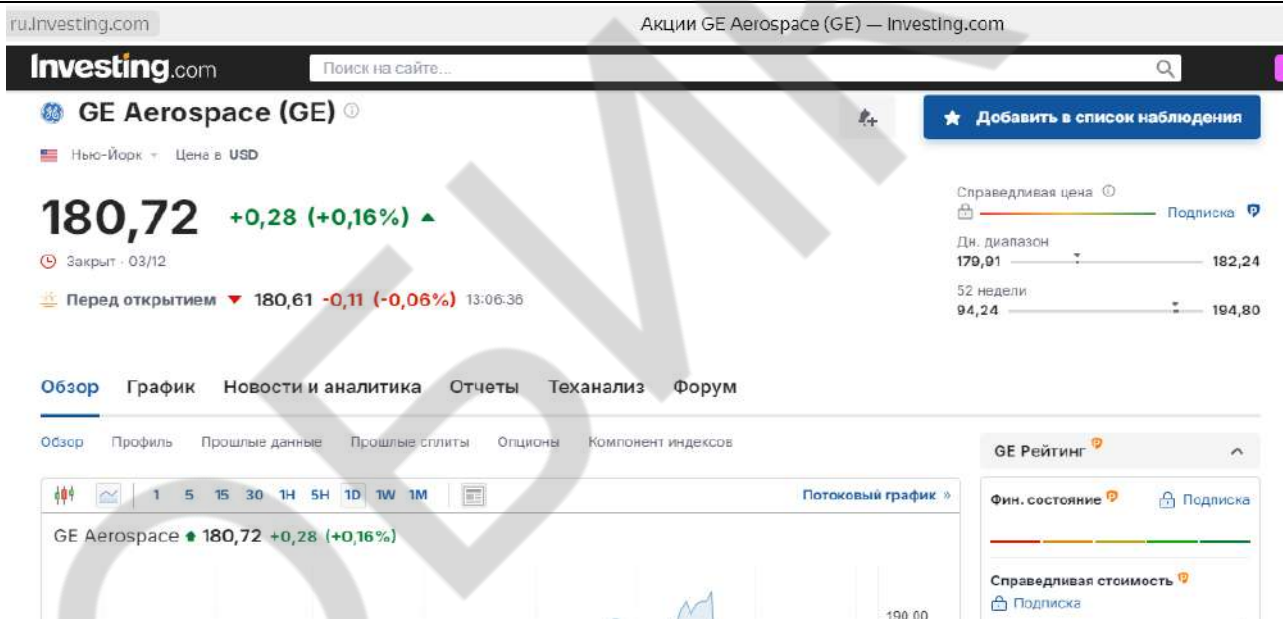 ru.Investing.com
Акции GE Aerospace (GE) — Investing.com
Investing.com
Поиск на сайте...
GE Aerospace (GE)
Добавить в список наблюдения
Нью-Йорк
Цена в USD
Справедливая цена
Подписка
180,72 +0,28 (+0,16%)
Дн. диапазон
179,91 182,24
Закрыт · 03/12
52 недели
94,24 194,80
Перед открытием 180,61 -0,11 (-0,06%) 13:06:36
Обзор График Новости и аналитика Отчеты Теханализ Форум
Обзор Профиль Прошлые данные Прошлые сплиты Опционы Компонент индексов
GE Рейтинг
1 5 15 30 1H 5H 1D 1W 1M
Потоковый график »
Фин. состояние Подписка
GE Aerospace 180,72 +0,28 (+0,16%)
Справедливая стоимость
Подписка
190,00